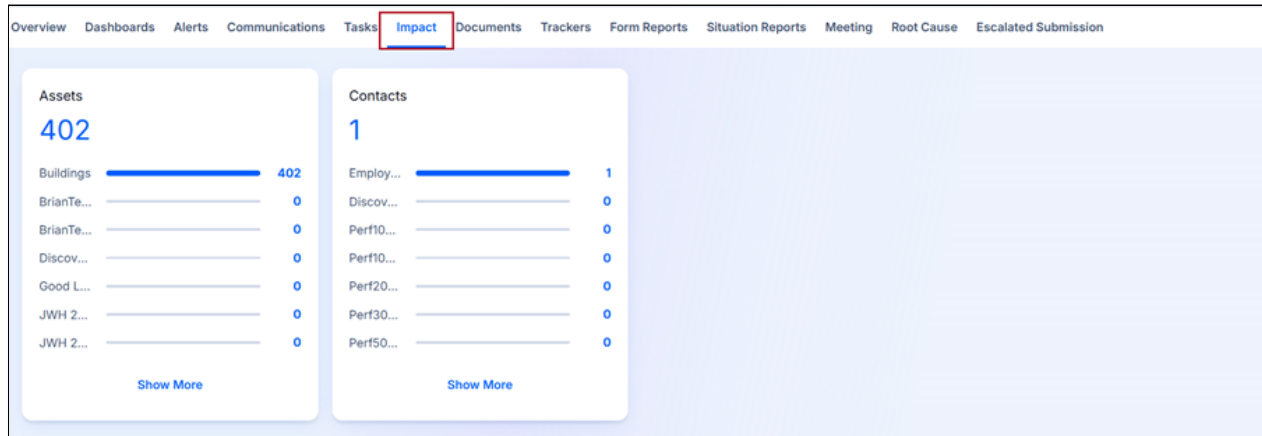 Overview Dashboards Alerts Communications Tasks Impact Documents Trackers Form Reports Situation Reports Meeting Root Cause Escalated Submission
Assets
402
Buildings 402
BrianTe... 0
BrianTe... 0
Discov... 0
Good L... 0
JWH 2... 0
JWH 2... 0
Show More
Contacts
1
Employ... 1
Discov... 0
Perf10... 0
Perf10... 0
Perf20... 0
Perf30... 0
Perf50... 0
Show More